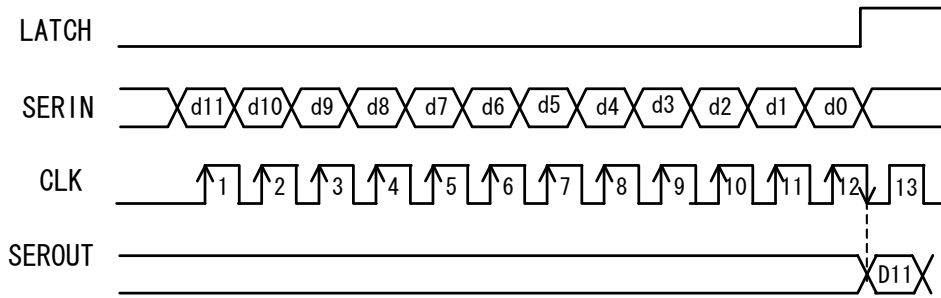 LATCH
SERIN d11 d10 d9 d8 d7 d6 d5 d4 d3 d2 d1 d0
CLK 1 2 3 4 5 6 7 8 9 10 11 12 13
SEROUT D11